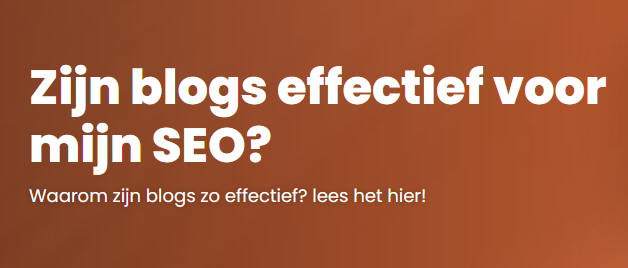 Zijn blogs effectief voor
mijn SEO?
Waarom zijn blogs zo effectief? lees het hier!